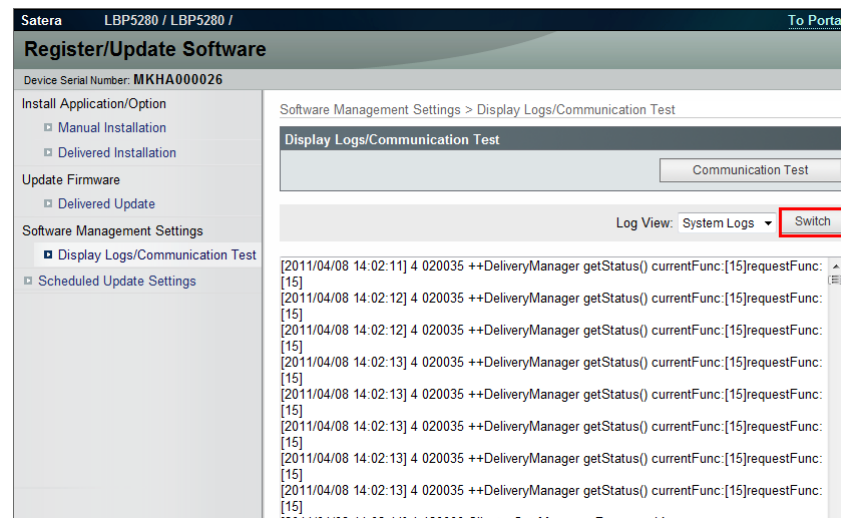 Satera LBP5280 / LBP5280 / To Porta
Register/Update Software
Device Serial Number: MKHA000026
Install Application/Option
Manual Installation
Delivered Installation
Update Firmware
Delivered Update
Software Management Settings
Display Logs/Communication Test
Scheduled Update Settings
Software Management Settings > Display Logs/Communication Test
Display Logs/Communication Test
Communication Test
Log View: System Logs Switch
[2011/04/08 14:02:11] 4 020035 ++DeliveryManager getStatus() currentFunc:[15]requestFunc:
[15]
[2011/04/08 14:02:12] 4 020035 ++DeliveryManager getStatus() currentFunc:[15]requestFunc:
[15]
[2011/04/08 14:02:12] 4 020035 ++DeliveryManager getStatus() currentFunc:[15]requestFunc:
[15]
[2011/04/08 14:02:13] 4 020035 ++DeliveryManager getStatus() currentFunc:[15]requestFunc:
[15]
[2011/04/08 14:02:13] 4 020035 ++DeliveryManager getStatus() currentFunc:[15]requestFunc:
[15]
[2011/04/08 14:02:13] 4 020035 ++DeliveryManager getStatus() currentFunc:[15]requestFunc:
[15]
[2011/04/08 14:02:13] 4 020035 ++DeliveryManager getStatus() currentFunc:[15]requestFunc:
[15]
[2011/04/08 14:02:13] 4 020035 ++DeliveryManager getStatus() currentFunc:[15]requestFunc:
[15]